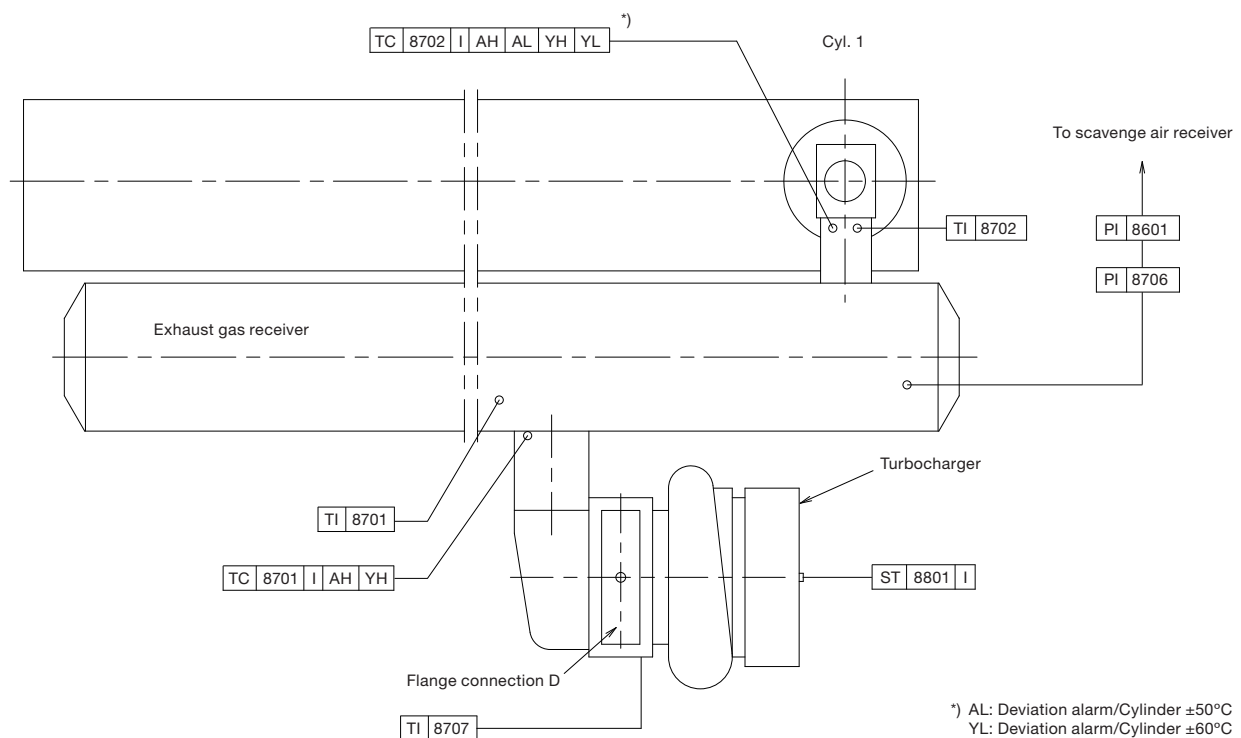 *)
TC 8702 I AH AL YH YL
Cyl. 1
To scavenge air receiver
TI 8702
PI 8601
PI 8706
Exhaust gas receiver
Turbocharger
TI 8701
TC 8701 I AH YH
ST 8801 I
Flange connection D
TI 8707
*) AL: Deviation alarm/Cylinder ±50°C
YL: Deviation alarm/Cylinder ±60°C